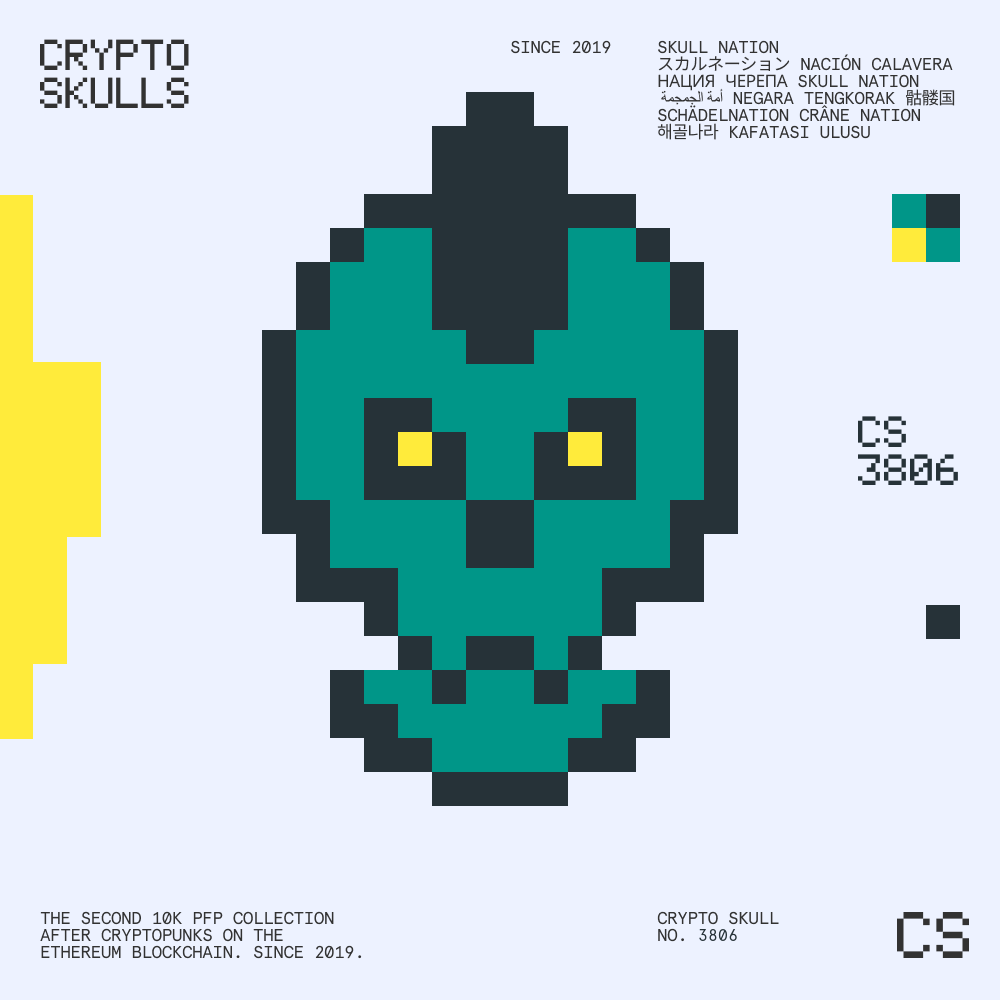 CRYPTO
SKULLS
SINCE 2019
SKULL NATION
スカルネーション NACIÓN CALAVERA
НАЦИЯ ЧЕРЕПА SKULL NATION
أمة الجمجمة NEGARA TENGKORAK 骷髅国
SCHÄDELNATION CRÂNE NATION
해골나라 KAFATASI ULUSU
CS
3806
THE SECOND 10K PFP COLLECTION
AFTER CRYPTOPUNKS ON THE
ETHEREUM BLOCKCHAIN. SINCE 2019.
CRYPTO SKULL
NO. 3806
CS